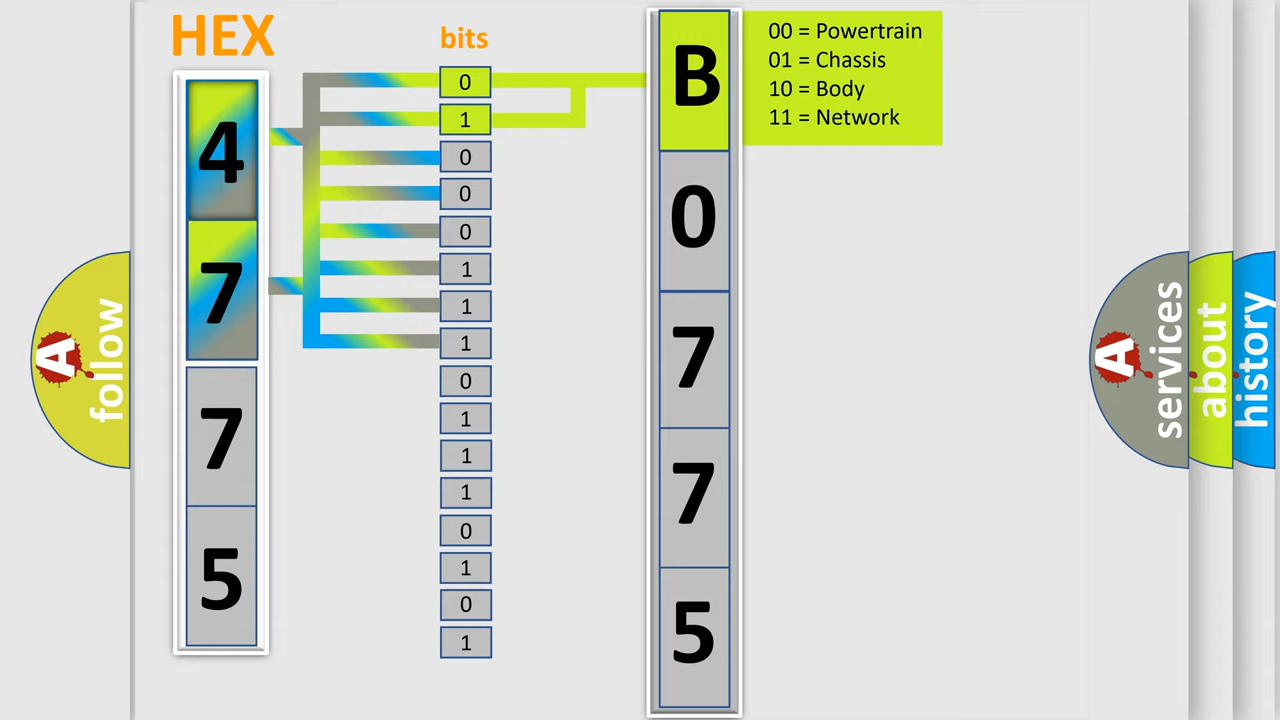 HEX
bits
4
7
7
5
0
1
0
0
0
1
1
1
0
1
1
1
0
1
0
1
B
0
7
7
5
00 = Powertrain
01 = Chassis
10 = Body
11 = Network
A
follow
A
services
about
history